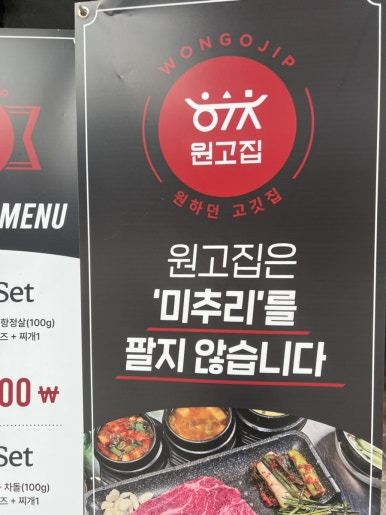 WONGOJIP
원고집
원하던 고깃집
원고집은
'미추리'를
팔지 않습니다
MENU
Set
항정살(100g)
즈 + 찌개1
00 ₩
Set
차돌(100g)
즈 + 찌개1